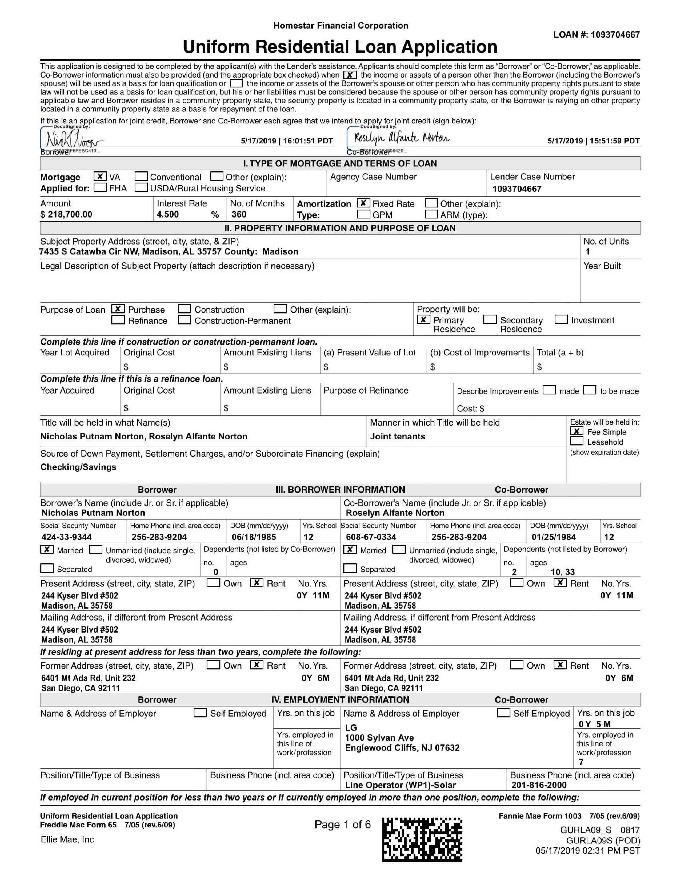 Homestar Financial Corporation
LOAN #: 1093704667
Uniform Residential Loan Application
This application is designed to be completed by the applicant(s) with the Lender's assistance. Applicants should complete this form as "Borrower" or "Co-Borrower," as applicable.
Co-Borrower information must also be provided (and the appropriate box checked) when X the income or assets of a person other than the Borrower (including the Borrower's
spouse) will be used as a basis for loan qualification or the income or assets of the Borrower's spouse or other person who has community property rights pursuant to state
law will not be used as a basis for loan qualification, but his or her liabilities must be considered because the spouse or other person has community property rights pursuant to
applicable law and Borrower resides in a community property state, the security property is located in a community property state, or the Borrower is relying on other property
located in a community property state as a basis for repayment of the loan.
If this is an application for joint credit, Borrower and Co-Borrower each agree that we intend to apply for joint credit (sign below):
DocuSigned by: DocuSigned by:
5/17/2019 | 16:01:51 PDT Roselyn Alfante Norton 5/17/2019 | 15:51:59 PDT
Borrower Co-Borrower
I. TYPE OF MORTGAGE AND TERMS OF LOAN
Mortgage X VA Conventional Other (explain): Agency Case Number Lender Case Number
Applied for: FHA USDA/Rural Housing Service 1093704667
Amount Interest Rate No. of Months Amortization X Fixed Rate Other (explain):
$ 218,700.00 4.500 % 360 Type: GPM ARM (type):
II. PROPERTY INFORMATION AND PURPOSE OF LOAN
Subject Property Address (street, city, state, & ZIP) No. of Units
7435 S Catawba Cir NW, Madison, AL 35757 County: Madison 1
Legal Description of Subject Property (attach description if necessary) Year Built
Purpose of Loan X Purchase Construction Other (explain): Property will be:
Refinance Construction-Permanent X Primary Residence Secondary Residence Investment
Complete this line if construction or construction-permanent loan.
Year Lot Acquired Original Cost Amount Existing Liens (a) Present Value of Lot (b) Cost of Improvements Total (a + b)
$ $ $ $ $
Complete this line if this is a refinance loan.
Year Acquired Original Cost Amount Existing Liens Purpose of Refinance Describe Improvements made to be made
$ $ Cost: $
Title will be held in what Name(s) Manner in which Title will be held Estate will be held in:
Nicholas Putnam Norton, Roselyn Alfante Norton Joint tenants X Fee Simple
Leasehold
Source of Down Payment, Settlement Charges, and/or Subordinate Financing (explain) (show expiration date)
Checking/Savings
Borrower III. BORROWER INFORMATION Co-Borrower
Borrower's Name (include Jr. or Sr. if applicable) Co-Borrower's Name (include Jr. or Sr. if applicable)
Nicholas Putnam Norton Roselyn Alfante Norton
Social Security Number Home Phone (incl. area code) DOB (mm/dd/yyyy) Yrs. School Social Security Number Home Phone (incl. area code) DOB (mm/dd/yyyy) Yrs. School
424-33-9344 256-283-9204 06/18/1985 12 608-67-0334 256-283-9204 01/25/1984 12
X Married Unmarried (include single, divorced, widowed) Dependents (not listed by Co-Borrower) X Married Unmarried (include single, divorced, widowed) Dependents (not listed by Borrower)
Separated no. 0 ages Separated no. 2 ages 10, 33
Present Address (street, city, state, ZIP) Own X Rent No. Yrs. Present Address (street, city, state, ZIP) Own X Rent No. Yrs.
244 Kyser Blvd #502 0Y 11M 244 Kyser Blvd #502 0Y 11M
Madison, AL 35758 Madison, AL 35758
Mailing Address, if different from Present Address Mailing Address, if different from Present Address
244 Kyser Blvd #502 244 Kyser Blvd #502
Madison, AL 35758 Madison, AL 35758
If residing at present address for less than two years, complete the following:
Former Address (street, city, state, ZIP) Own X Rent No. Yrs. Former Address (street, city, state, ZIP) Own X Rent No. Yrs.
6401 Mt Ada Rd, Unit 232 0Y 6M 6401 Mt Ada Rd, Unit 232 0Y 6M
San Diego, CA 92111 San Diego, CA 92111
Borrower IV. EMPLOYMENT INFORMATION Co-Borrower
Name & Address of Employer Self Employed Yrs. on this job Name & Address of Employer Self Employed Yrs. on this job
LG 0Y 5M
Yrs. employed in this line of work/profession 1000 Sylvan Ave Yrs. employed in this line of work/profession
Englewood Cliffs, NJ 07632
7
Position/Title/Type of Business Business Phone (incl. area code) Position/Title/Type of Business Business Phone (incl. area code)
Line Operator (WP1)-Solar 201-816-2000
If employed in current position for less than two years or if currently employed in more than one position, complete the following:
Uniform Residential Loan Application Fannie Mae Form 1003 7/05 (rev.6/09)
Freddie Mac Form 65 7/05 (rev.6/09) Page 1 of 6 GURLA09_S 0817
Ellie Mae, Inc GURLA09S (POD)
05/17/2019 02:31 PM PST